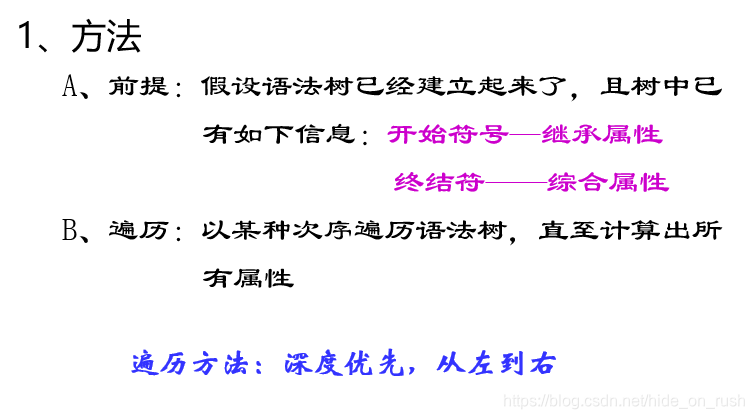 1、方法
A、前提：假设语法树已经建立起来了，且树中已
有如下信息：开始符号—继承属性
终结符——综合属性
B、遍历：以某种次序遍历语法树，直至计算出所
有属性
遍历方法：深度优先，从左到右
https://blog.csdn.net/hide_on_rush